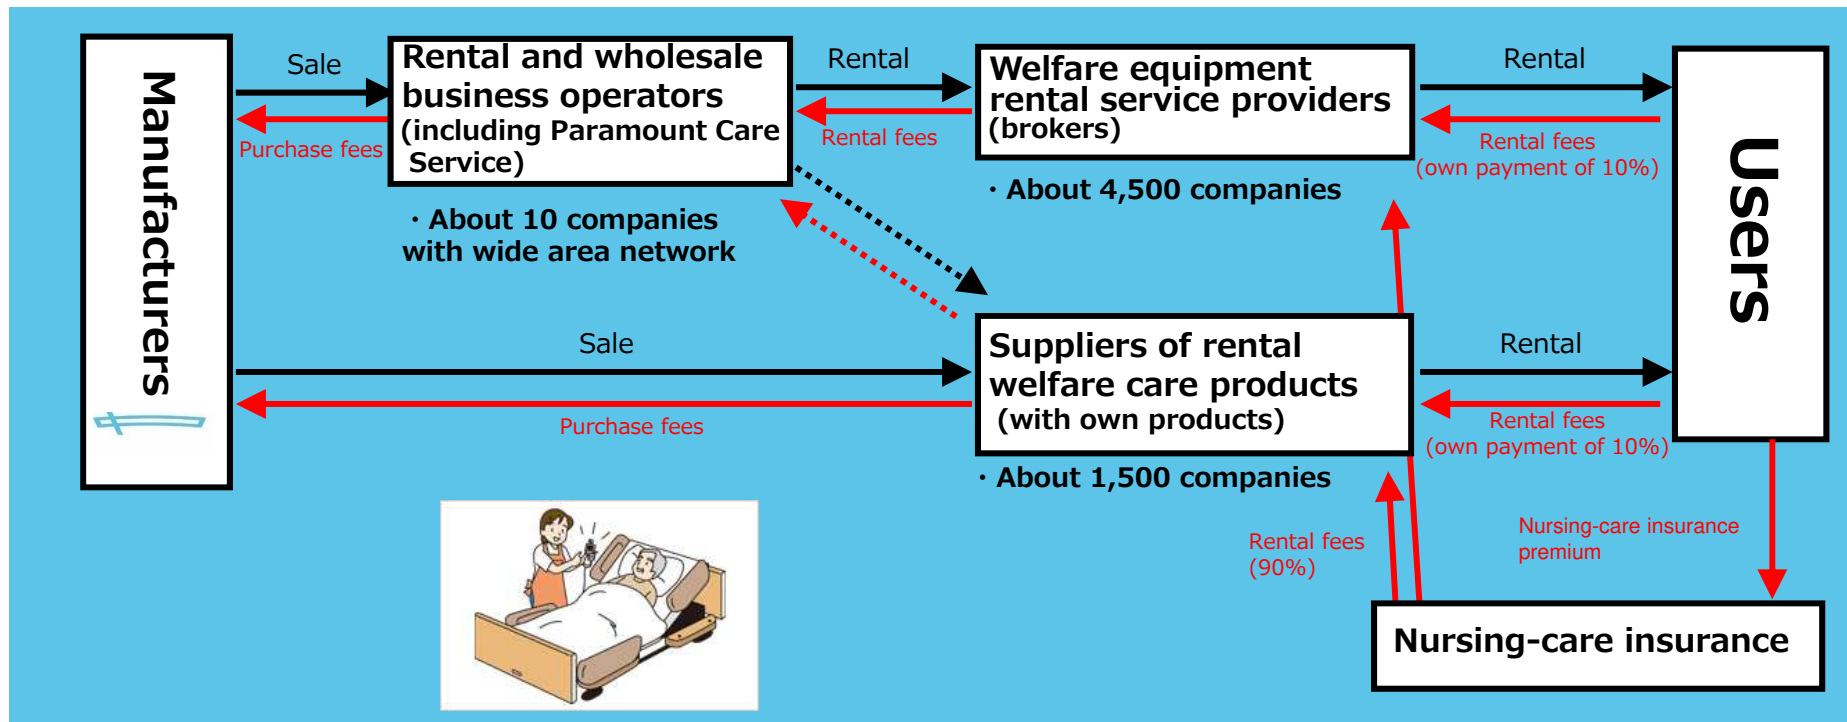 Manufacturers
Sale
Purchase fees
Rental and wholesale
business operators
(including Paramount Care
Service)
・About 10 companies
with wide area network
Rental
Rental fees
Welfare equipment
rental service providers
(brokers)
・About 4,500 companies
Rental
Rental fees
(own payment of 10%)
Users
Sale
Purchase fees
Suppliers of rental
welfare care products
(with own products)
・About 1,500 companies
Rental
Rental fees
(own payment of 10%)
Rental fees
(90%)
Nursing-care insurance
premium
Nursing-care insurance